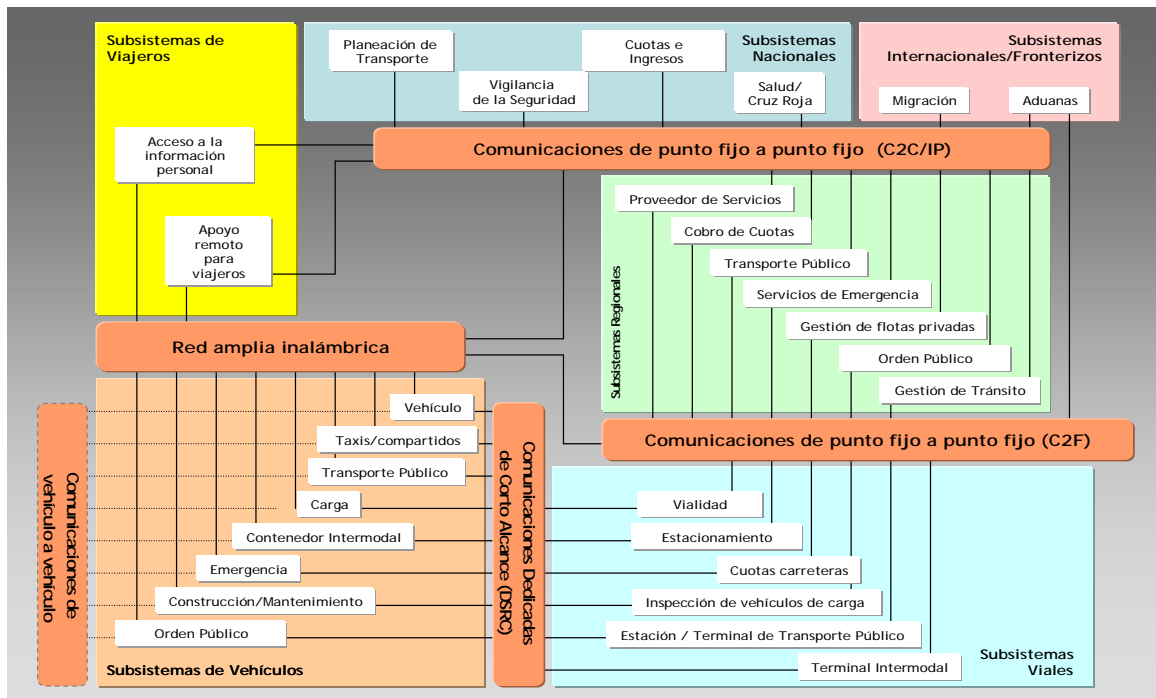 Subsistemas de
Viajeros
Acceso a la
información
personal
Apoyo
remoto
para
viajeros
Planeación de
Transporte
Vigilancia
de la Seguridad
Cuotas e
Ingresos
Subsistemas
Nacionales
Salud/
Cruz Roja
Subsistemas
Internacionales/Fronterizos
Migración
Aduanas
Comunicaciones de punto fijo a punto fijo (C2C/IP)
Subsistemas Regionales
Proveedor de Servicios
Cobro de Cuotas
Transporte Público
Servicios de Emergencia
Gestión de flotas privadas
Orden Público
Gestión de Tránsito
Red amplia inalámbrica
Comunicaciones de punto fijo a punto fijo (C2F)
Comunicaciones de
vehículo a vehículo
Vehículo
Taxis/compartidos
Transporte Público
Carga
Contenedor Intermodal
Emergencia
Construcción/Mantenimiento
Orden Público
Subsistemas de Vehículos
Comunicaciones Dedicadas
de Corto Alcance (DSRC)
Vialidad
Estacionamiento
Cuotas carreteras
Inspección de vehículos de carga
Estación / Terminal de Transporte Público
Terminal Intermodal
Subsistemas
Viales